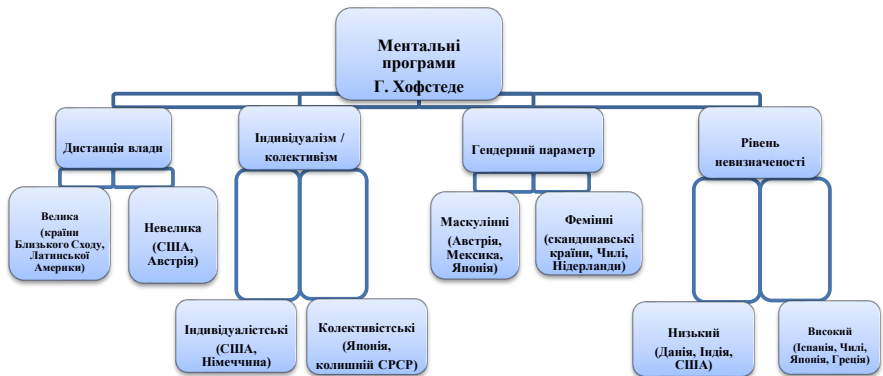 Ментальні
програми
Г. Хофстеде
Дистанція влади
Індивідуалізм /
колективізм
Гендерний параметр
Рівень
невизначеності
Велика
(країни
Близького Сходу,
Латинської
Америки)
Невелика
(США,
Австрія)
Маскулінні
(Австрія,
Мексика,
Японія)
Фемінні
(скандинавські
країни, Чилі,
Нідерланди)
Індивідуалістські
(США,
Німеччина)
Колективістські
(Японія,
колишній СРСР)
Низький
(Данія, Індія,
США)
Високий
(Іспанія, Чилі,
Японія, Греція)